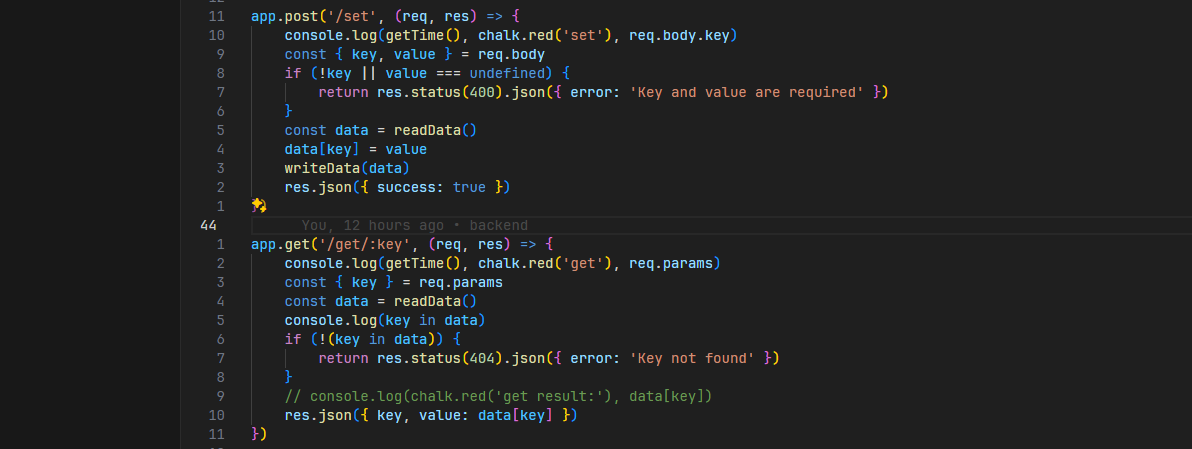 11 app.post('/set', (req, res) => {
10 console.log(getTime(), chalk.red('set'), req.body.key)
9 const { key, value } = req.body
8 if (!key || value === undefined) {
7 return res.status(400).json({ error: 'Key and value are required' })
6 }
5 const data = readData()
4 data[key] = value
3 writeData(data)
2 res.json({ success: true })
1 })
44 You, 12 hours ago • backend
1 app.get('/get/:key', (req, res) => {
2 console.log(getTime(), chalk.red('get'), req.params)
3 const { key } = req.params
4 const data = readData()
5 console.log(key in data)
6 if (!(key in data)) {
7 return res.status(404).json({ error: 'Key not found' })
8 }
9 // console.log(chalk.red('get result:'), data[key])
10 res.json({ key, value: data[key] })
11 })